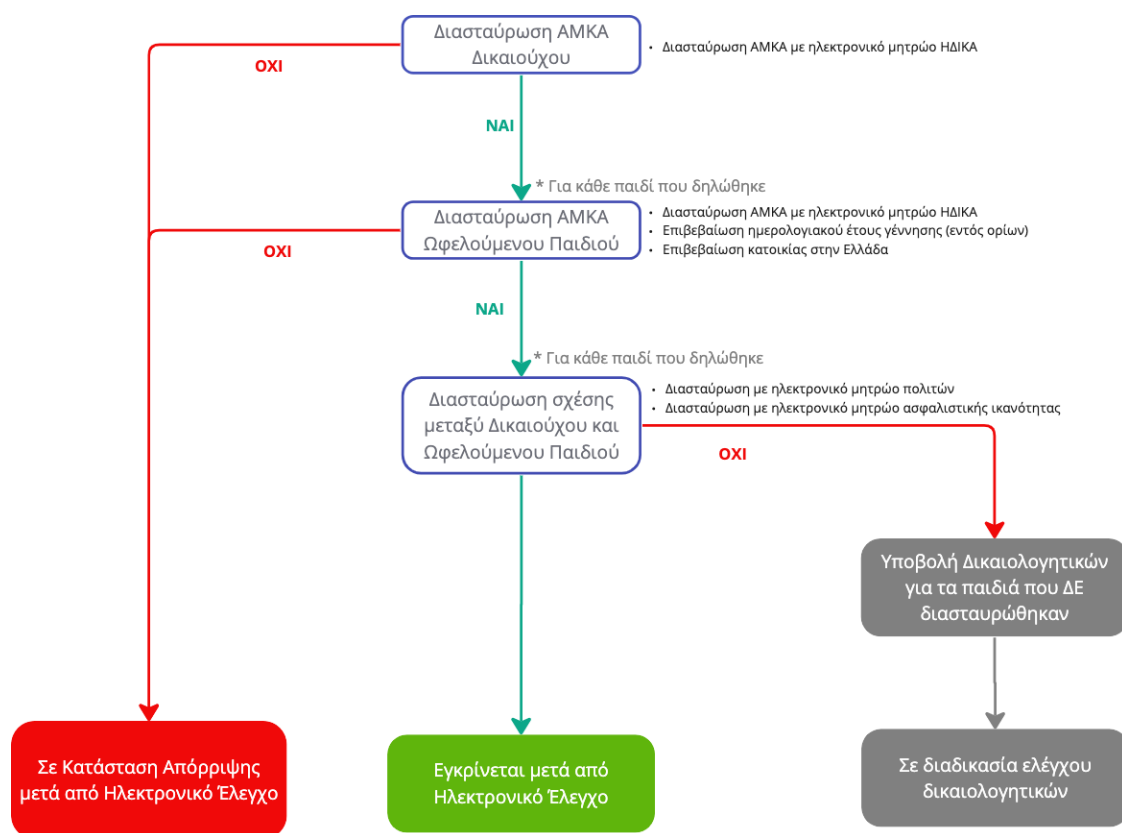 Διασταύρωση ΑΜΚΑ
Δικαιούχου
• Διασταύρωση ΑΜΚΑ με ηλεκτρονικό μητρώο ΗΔΙΚΑ
ΟΧΙ
ΝΑΙ
* Για κάθε παιδί που δηλώθηκε
Διασταύρωση ΑΜΚΑ
Ωφελούμενου Παιδιού
• Διασταύρωση ΑΜΚΑ με ηλεκτρονικό μητρώο ΗΔΙΚΑ
• Επιβεβαίωση ημερολογιακού έτους γέννησης (εντός ορίων)
• Επιβεβαίωση κατοικίας στην Ελλάδα
ΟΧΙ
ΝΑΙ
* Για κάθε παιδί που δηλώθηκε
Διασταύρωση σχέσης
μεταξύ Δικαιούχου και
Ωφελούμενου Παιδιού
• Διασταύρωση με ηλεκτρονικό μητρώο πολιτών
• Διασταύρωση με ηλεκτρονικό μητρώο ασφαλιστικής ικανότητας
ΟΧΙ
Υποβολή Δικαιολογητικών
για τα παιδιά που ΔΕ
διασταυρώθηκαν
Σε Κατάσταση Απόρριψης
μετά από Ηλεκτρονικό Έλεγχο
Εγκρίνεται μετά από
Ηλεκτρονικό Έλεγχο
Σε διαδικασία ελέγχου
δικαιολογητικών